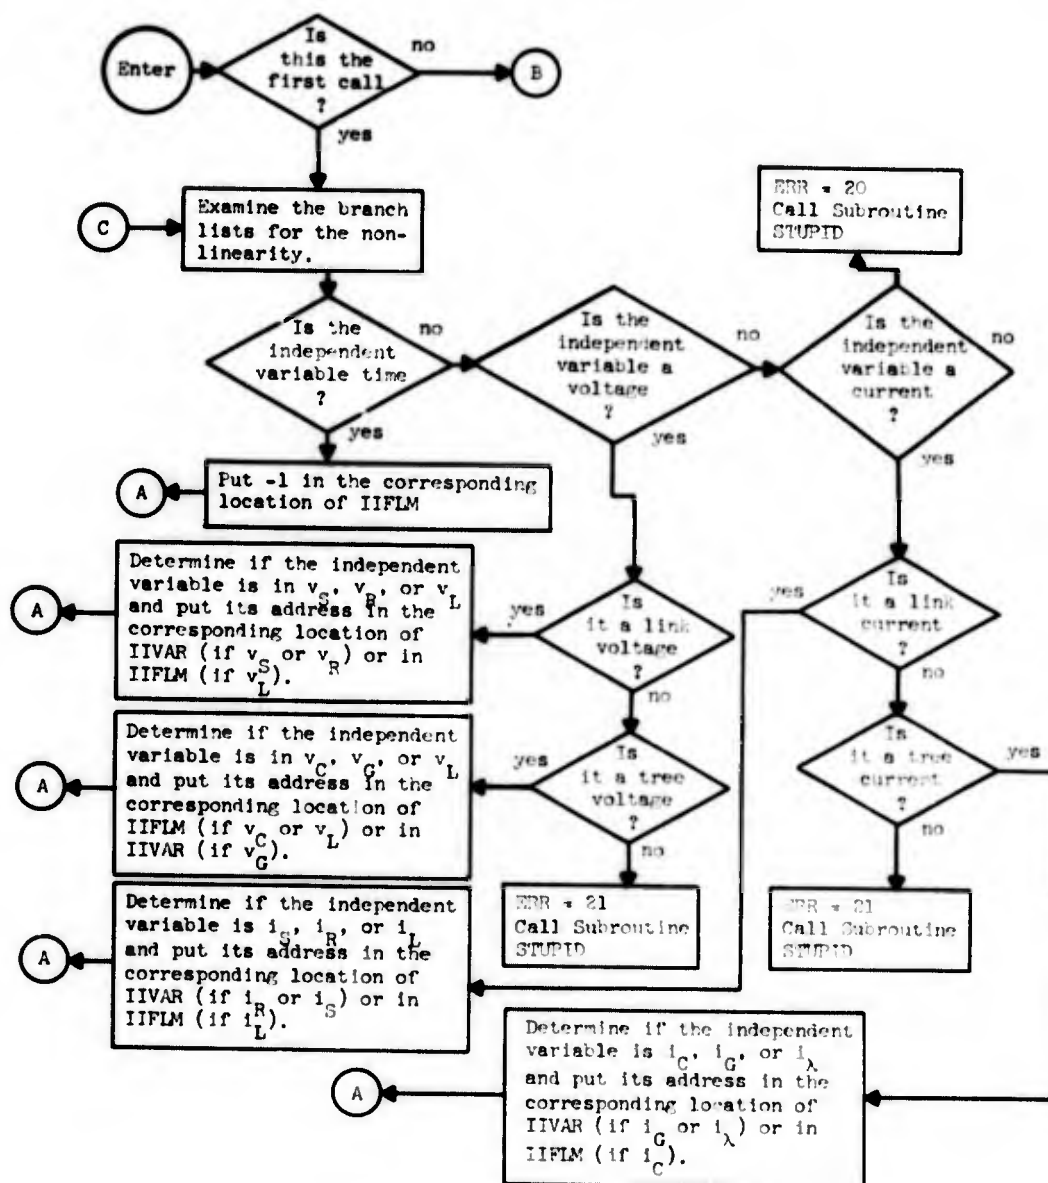 Enter
Is
this the
first call
?
no
B
yes
C
Examine the branch
lists for the non-
linearity.
ERR = 20
Call Subroutine
STUPID
Is the
independent
variable time
?
no
Is the
independent
variable a
voltage
?
no
Is the
independent
variable a
current
?
no
yes
yes
yes
A
Put -1 in the corresponding
location of IIFLM
A
Determine if the independent
variable is in v_S, v_R, or v_L
and put its address in the
corresponding location of
IIVAR (if v_S or v_R) or in
IIFLM (if v_L).
yes
Is
it a link
voltage
?
no
yes
Is
it a link
current
?
no
A
Determine if the independent
variable is in v_C, v_G, or v_L
and put its address in the
corresponding location of
IIFLM (if v_C or v_L) or in
IIVAR (if v_G).
yes
Is
it a tree
voltage
?
no
Is
it a tree
current
?
yes
no
ERR = 21
Call Subroutine
STUPID
ERR = 21
Call Subroutine
STUPID
A
Determine if the independent
variable is i_S, i_R, or i_L
and put its address in the
corresponding location of
IIVAR (if i_R or i_S) or in
IIFLM (if i_L).
A
Determine if the independent
variable is i_C, i_G, or i_λ
and put its address in the
corresponding location of
IIVAR (if i_G or i_λ) or in
IIFLM (if i_C).